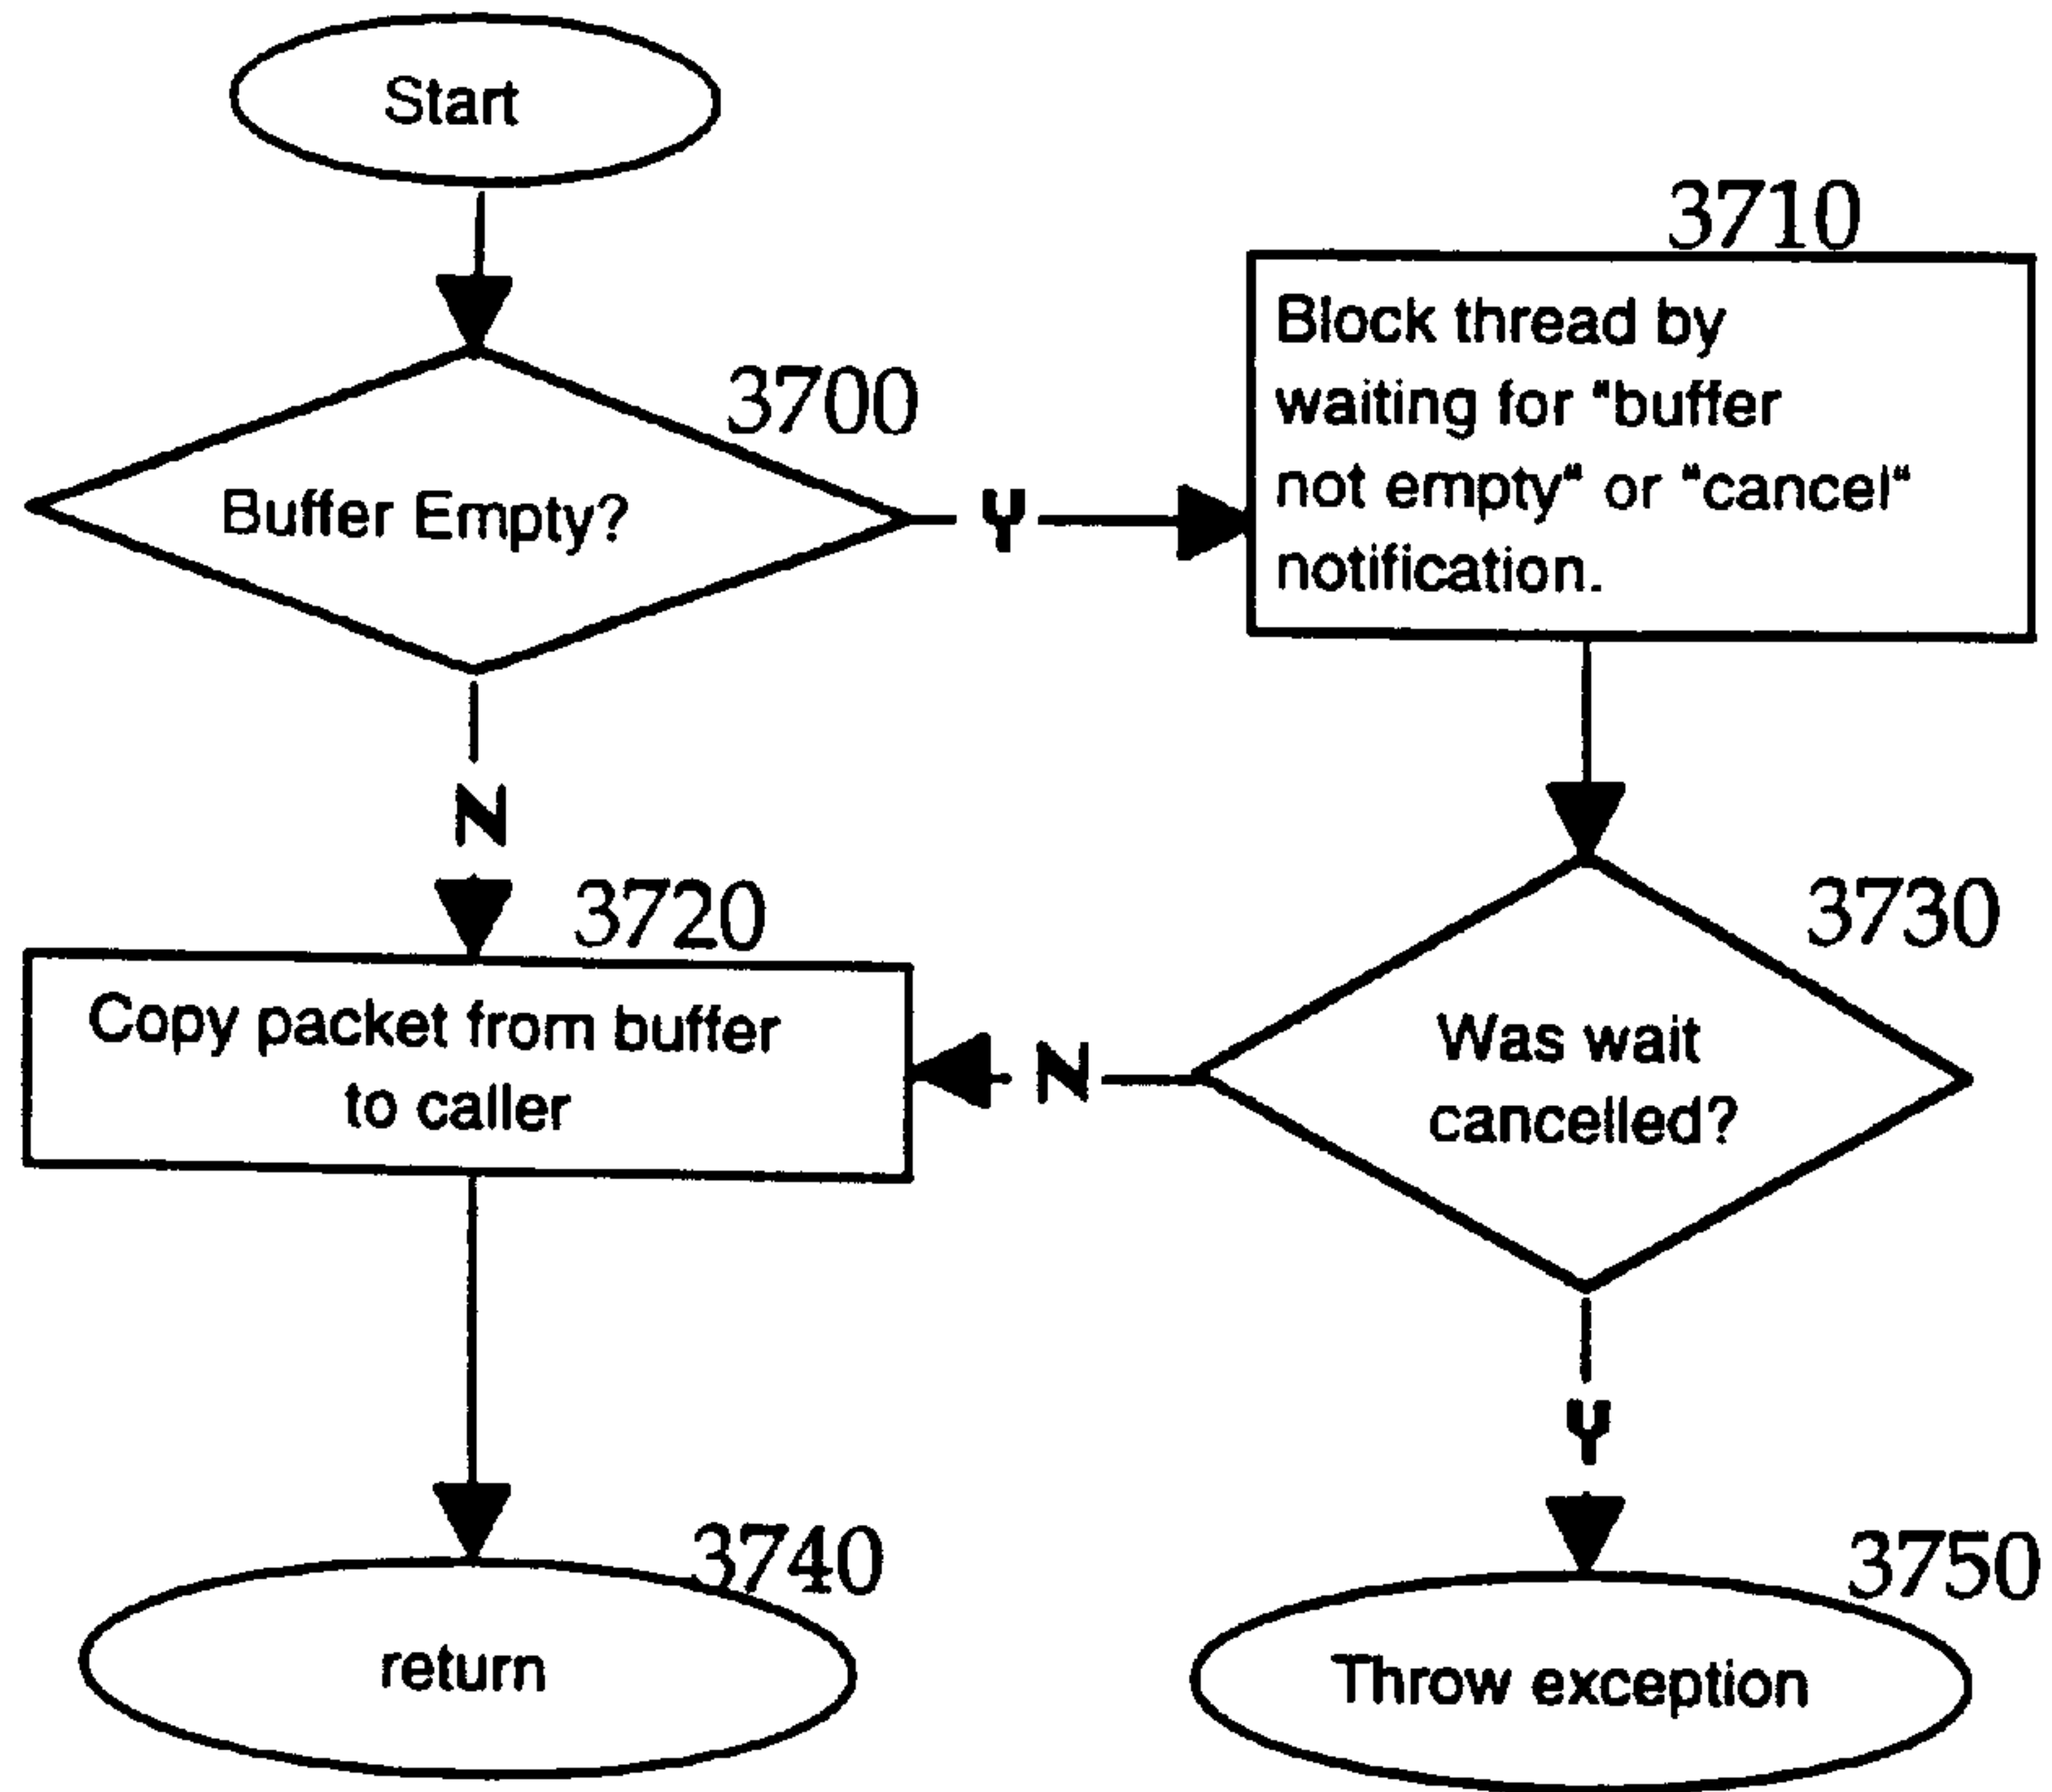 Start
3700
Buffer Empty?
Y
3710
Block thread by
waiting for "buffer
not empty" or "cancel"
notification.
N
3720
Copy packet from buffer
to caller
3730
Was wait
cancelled?
N
Y
3740
return
3750
Throw exception